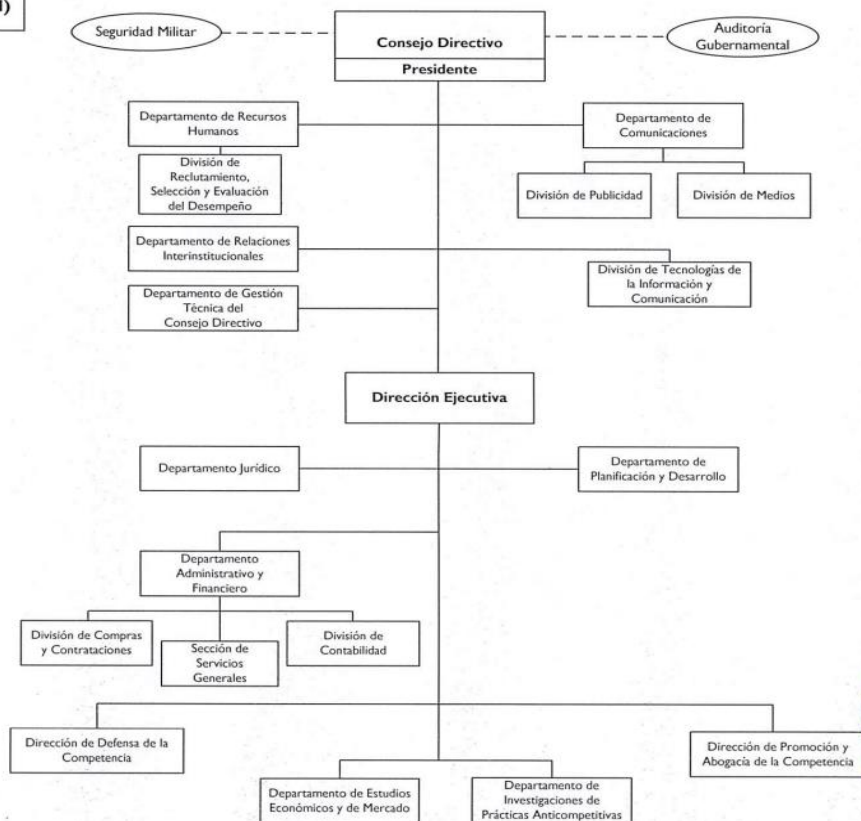 Seguridad Militar
Consejo Directivo
Presidente
Auditoría
Gubernamental
Departamento de Recursos
Humanos
Departamento de
Comunicaciones
División de
Reclutamiento,
Selección y Evaluación
del Desempeño
División de Publicidad
División de Medios
Departamento de Relaciones
Interinstitucionales
División de Tecnologías de
la Información y
Comunicación
Departamento de Gestión
Técnica del
Consejo Directivo
Dirección Ejecutiva
Departamento Jurídico
Departamento de
Planificación y Desarrollo
Departamento
Administrativo y
Financiero
División de Compras
y Contrataciones
Sección de
Servicios
Generales
División de
Contabilidad
Dirección de Defensa de la
Competencia
Dirección de Promoción y
Abogacía de la Competencia
Departamento de Estudios
Económicos y de Mercado
Departamento de
Investigaciones de
Prácticas Anticompetitivas